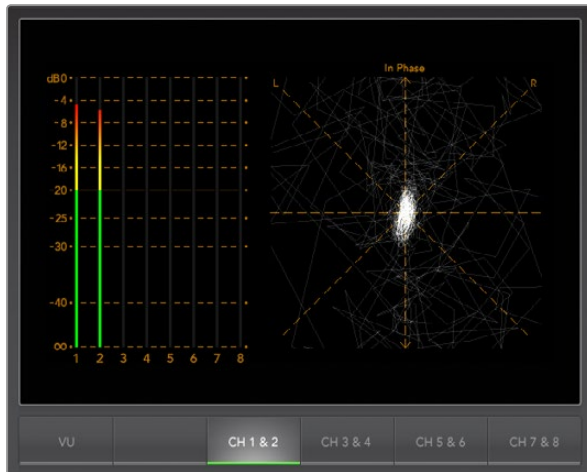 In Phase
dB0
L
R
-4
-8
-12
-16
-20
-25
-30
-40
∞
1 2 3 4 5 6 7 8
VU
CH 1 & 2
CH 3 & 4
CH 5 & 6
CH 7 & 8